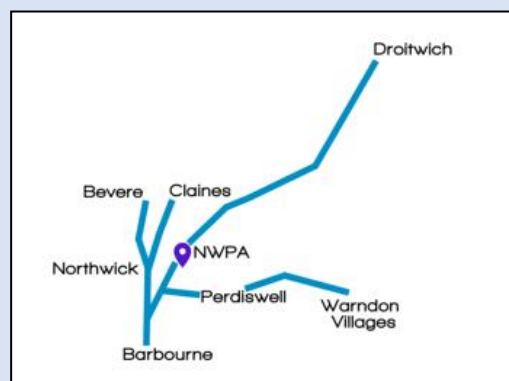 Droitwich
Bevere
Claines
NWPA
Northwick
Perdiswell
Warndon
Villages
Barbourne